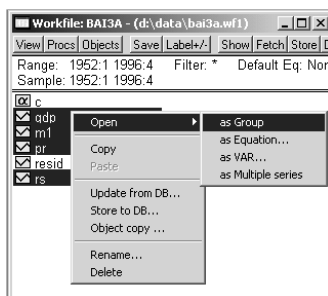 Workfile: BAI3A - (d:\data\bai3a.wf1)
View Procs Objects Save Label+/- Show Fetch Store
Range: 1952:1 1996:4 Filter: * Default Eq: Nor
Sample: 1952:1 1996:4
c
gdp
m1
pr
resid
rs
Open
Copy
Paste
Update from DB...
Store to DB...
Object copy ...
Rename...
Delete
as Group
as Equation...
as VAR...
as Multiple series